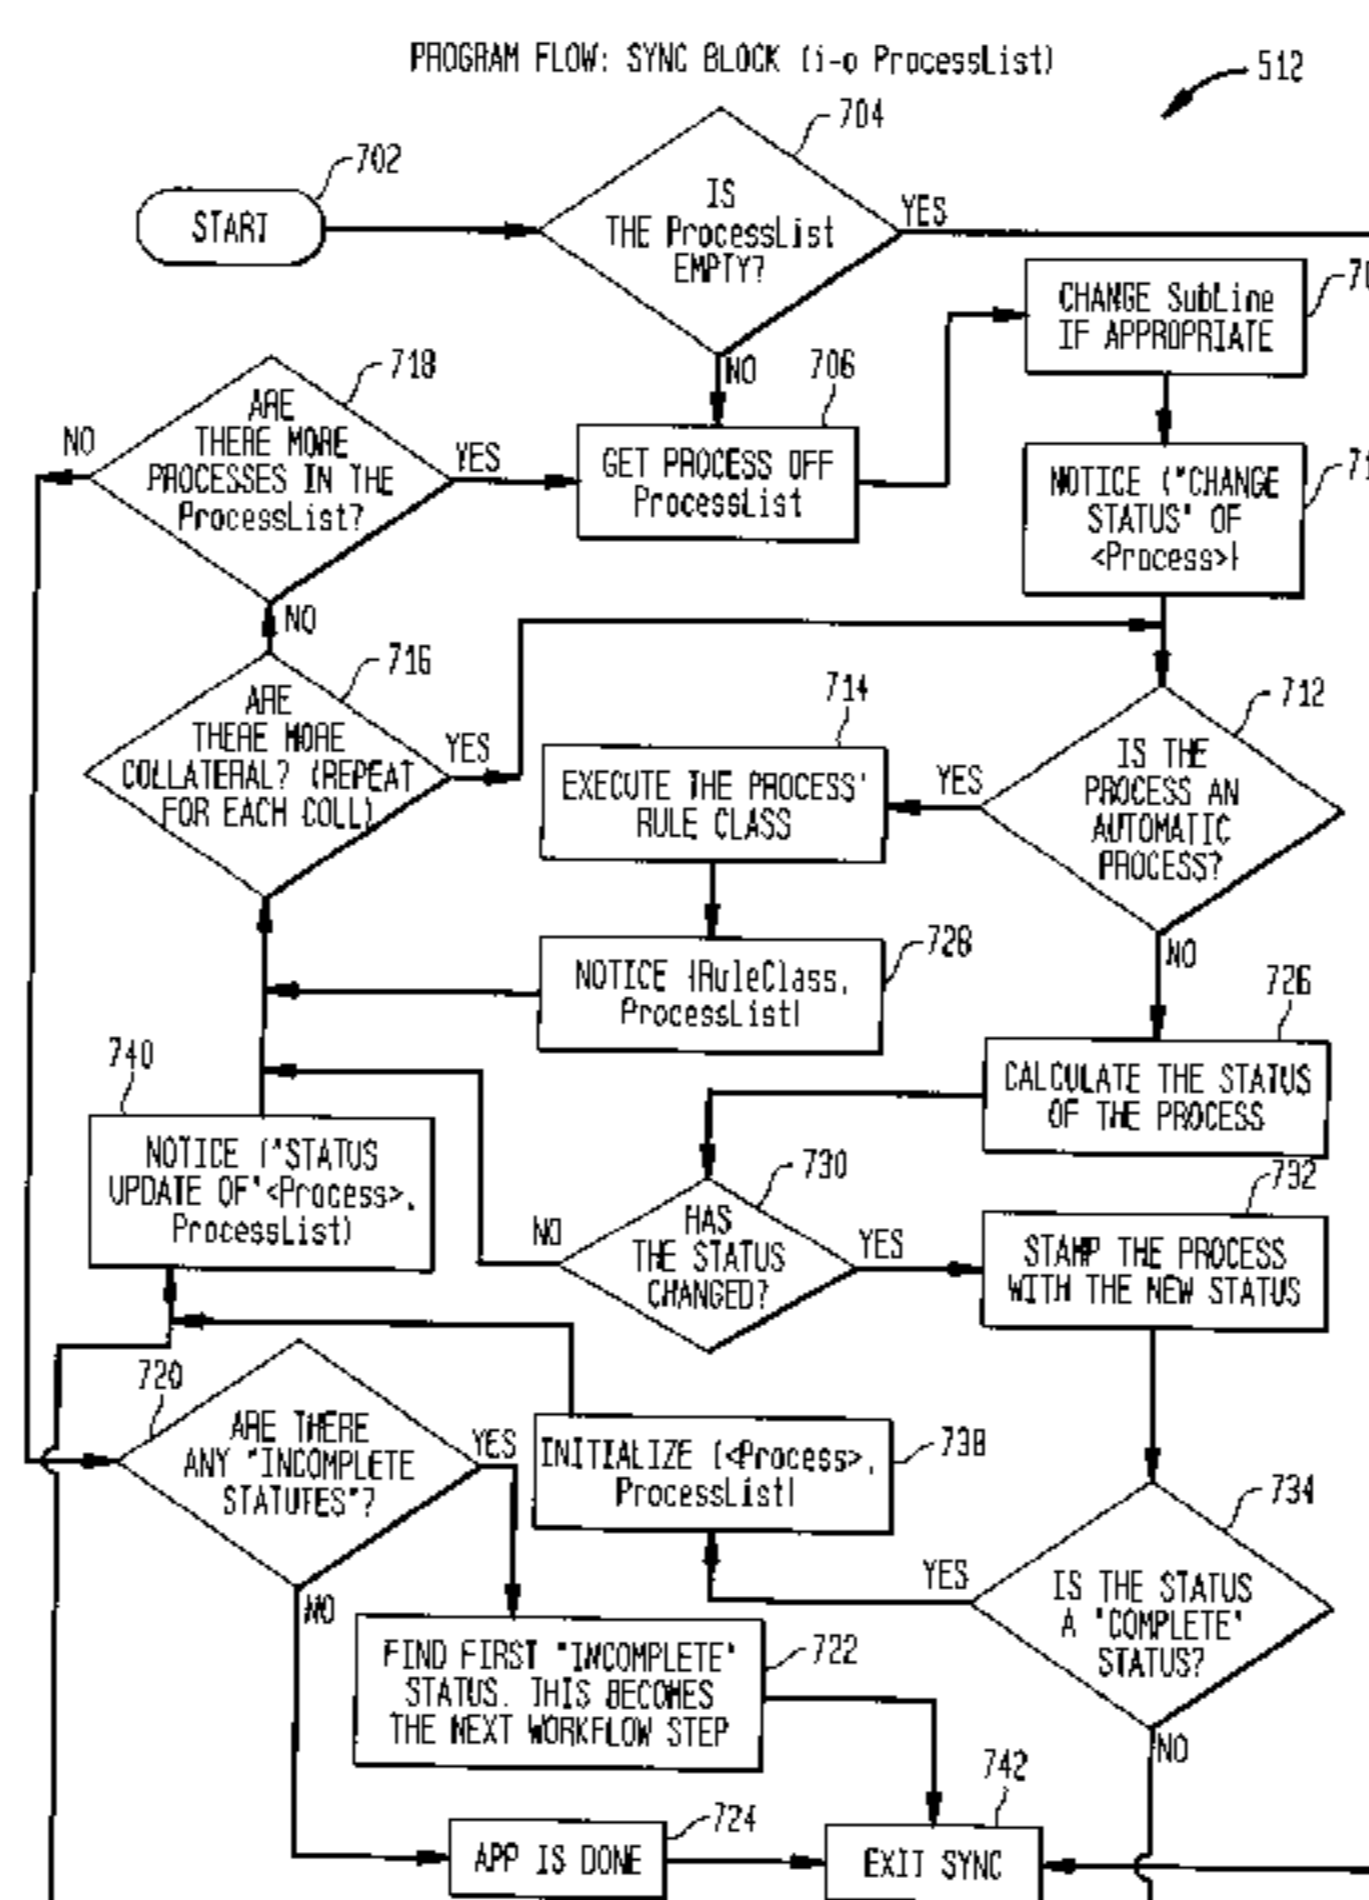 PROGRAM FLOW: SYNC BLOCK (i-o ProcessList)
512
704
702
START
IS
THE ProcessList
EMPTY?
YES
NO
CHANGE SubLine
IF APPROPRIATE
718
ARE
THERE MORE
PROCESSES IN THE
ProcessList?
NO
YES
706
GET PROCESS OFF
ProcessList
NOTICE ("CHANGE
STATUS" OF
<Process>)
NO
716
ARE
THERE MORE
COLLATERAL? (REPEAT
FOR EACH COLL)
YES
714
EXECUTE THE PROCESS'
RULE CLASS
YES
712
IS THE
PROCESS AN
AUTOMATIC
PROCESS?
NO
728
NOTICE (RuleClass,
ProcessList)
726
CALCULATE THE STATUS
OF THE PROCESS
740
NOTICE ("STATUS
UPDATE OF"<Process>,
ProcessList)
730
HAS
THE STATUS
CHANGED?
NO
YES
732
STAMP THE PROCESS
WITH THE NEW STATUS
720
ARE THERE
ANY "INCOMPLETE
STATUTES"?
YES
NO
738
INITIALIZE (<Process>,
ProcessList)
734
IS THE STATUS
A "COMPLETE"
STATUS?
YES
NO
722
FIND FIRST "INCOMPLETE"
STATUS. THIS BECOMES
THE NEXT WORKFLOW STEP
724
APP IS DONE
742
EXIT SYNC